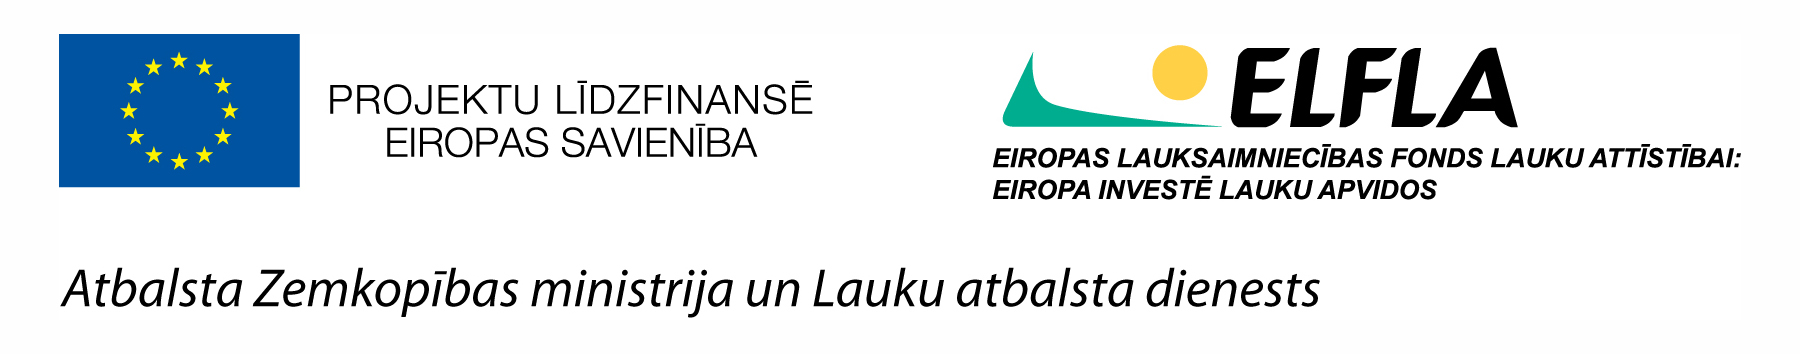 PROJEKTU LĪDZFINANSĒ
EIROPAS SAVIENĪBA
ELFLA
EIROPAS LAUKSAIMNIECĪBAS FONDS LAUKU ATTĪSTĪBAI:
EIROPA INVESTĒ LAUKU APVIDOS
Atbalsta Zemkopības ministrija un Lauku atbalsta dienests